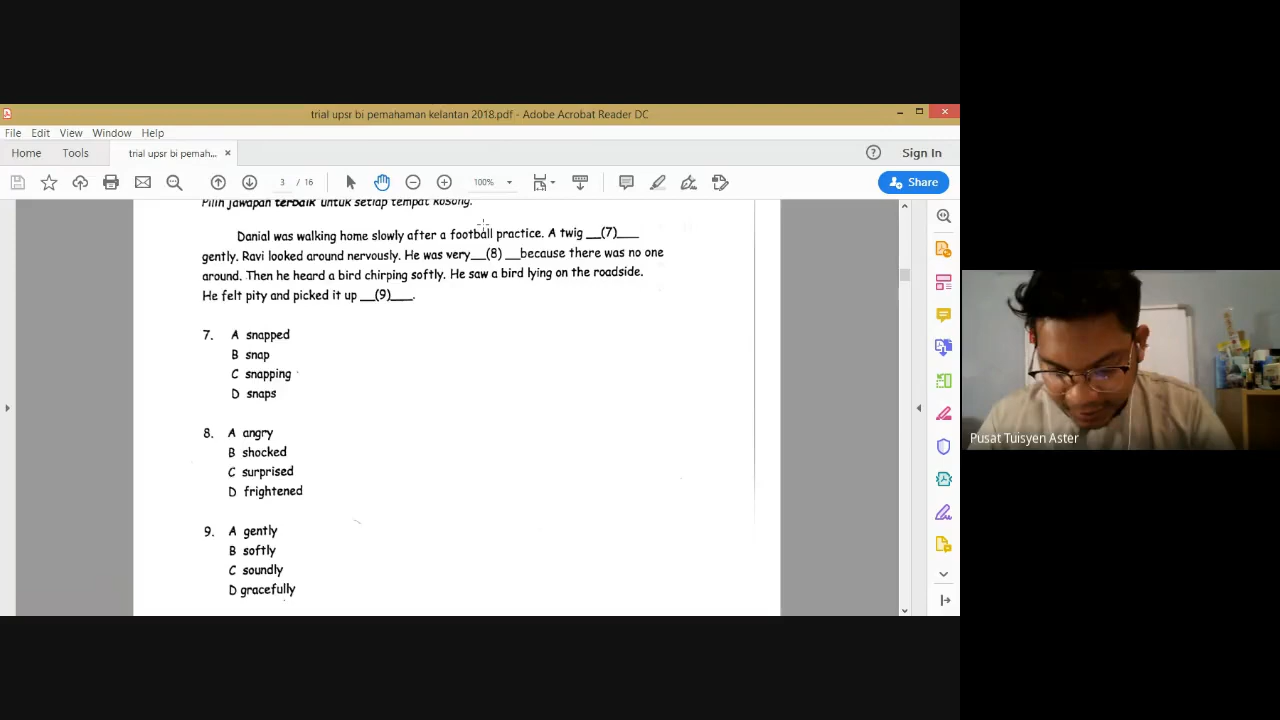 trial upsr bi pemahaman kelantan 2018.pdf - Adobe Acrobat Reader DC
File Edit View Window Help
Home Tools trial upsr bi pemah... × Sign In
3 / 16 100% Share
Pilih jawapan terbaik untuk setiap tempat kosong.
Danial was walking home slowly after a football practice. A twig __(7)___
gently. Ravi looked around nervously. He was very__(8) __because there was no one
around. Then he heard a bird chirping softly. He saw a bird lying on the roadside.
He felt pity and picked it up __(9)___.
7. A snapped
B snap
C snapping
D snaps
8. A angry
B shocked
C surprised
D frightened
9. A gently
B softly
C soundly
D gracefully
Pusat Tuisyen Aster